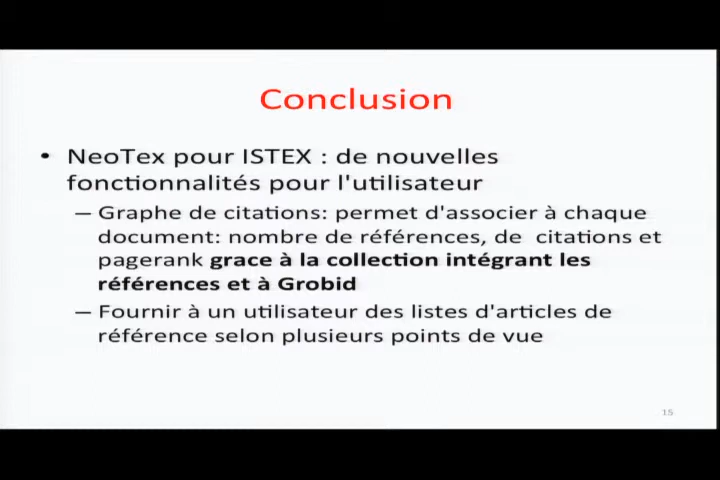 Conclusion
• NeoTex pour ISTEX : de nouvelles
fonctionnalités pour l'utilisateur
– Graphe de citations: permet d'associer à chaque
document: nombre de références, de citations et
pagerank grace à la collection intégrant les
références et à Grobid
– Fournir à un utilisateur des listes d'articles de
référence selon plusieurs points de vue
15